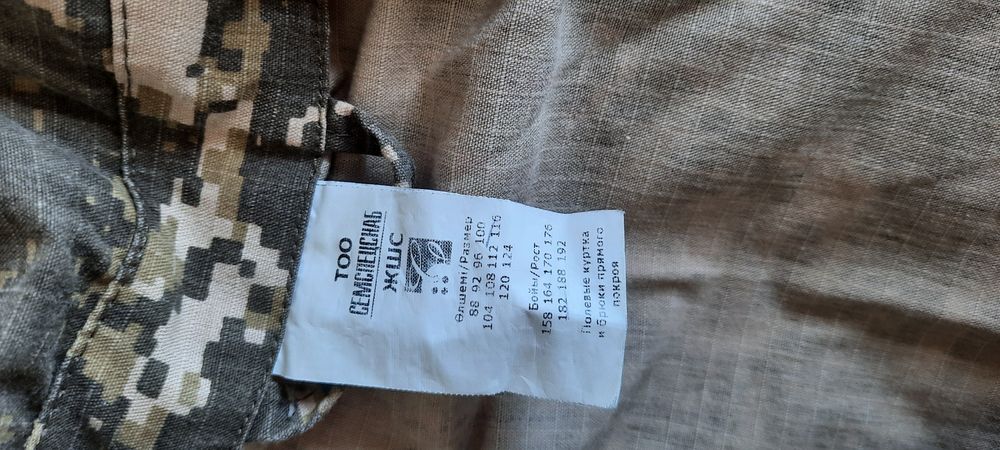 ТОО
СЕМСПЕЦСНАБ
ЖШС
Өлшемі/Размер
88 92 96 100
104 108 112 116
120 124
Бойы/Рост
158 164 170 176
182 188 192
Полевые куртка
и брюки прямого
покроя